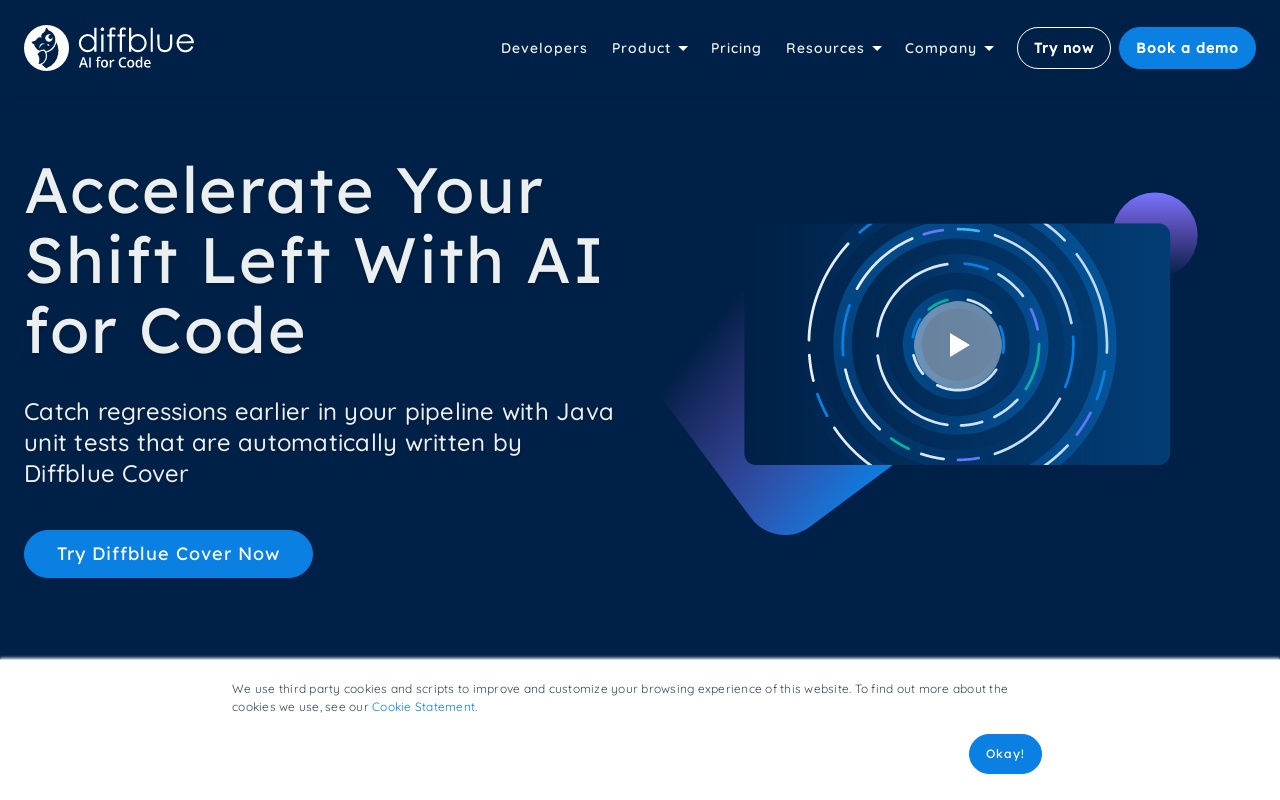 diffblue
AI for Code
Developers
Product
Pricing
Resources
Company
Try now
Book a demo
Accelerate Your
Shift Left With AI
for Code
Catch regressions earlier in your pipeline with Java
unit tests that are automatically written by
Diffblue Cover
Try Diffblue Cover Now
We use third party cookies and scripts to improve and customize your browsing experience of this website. To find out more about the
cookies we use, see our Cookie Statement.
Okay!